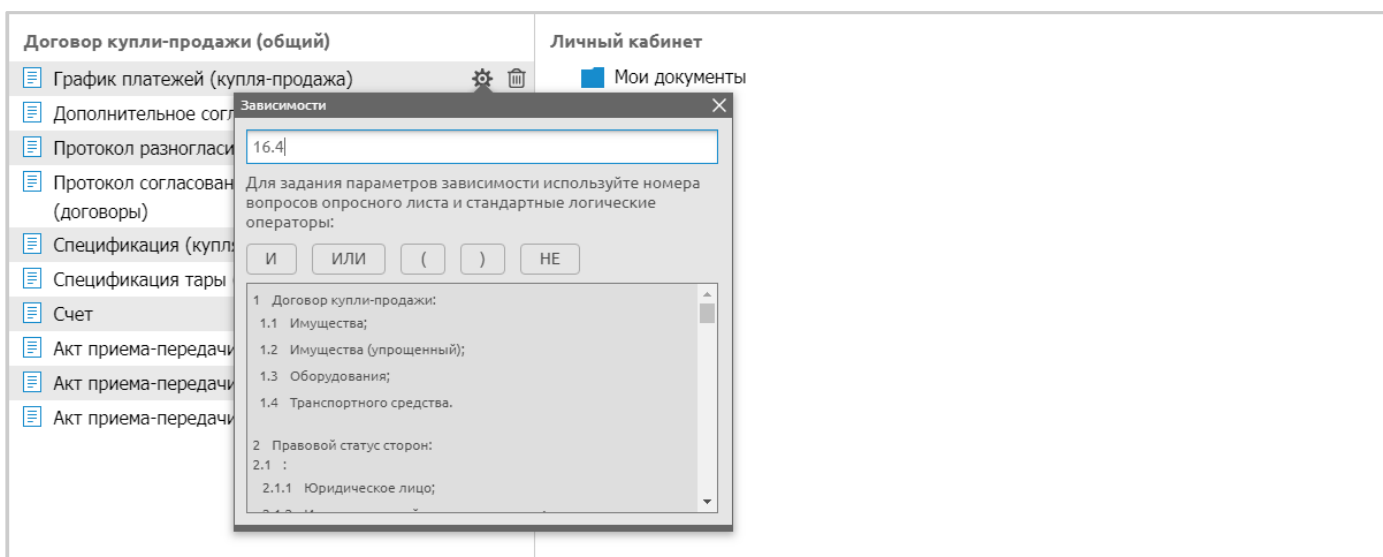 Договор купли-продажи (общий)
Личный кабинет
График платежей (купля-продажа)
Мои документы
Дополнительное согл
Протокол разногласи
Протокол согласован
(договоры)
Спецификация (купл
Спецификация тары
Счет
Акт приема-передачи
Акт приема-передачи
Акт приема-передачи
Зависимости
16.4
Для задания параметров зависимости используйте номера
вопросов опросного листа и стандартные логические
операторы:
И ИЛИ ( ) НЕ
1 Договор купли-продажи:
1.1 Имущества;
1.2 Имущества (упрощенный);
1.3 Оборудования;
1.4 Транспортного средства.
2 Правовой статус сторон:
2.1 :
2.1.1 Юридическое лицо;